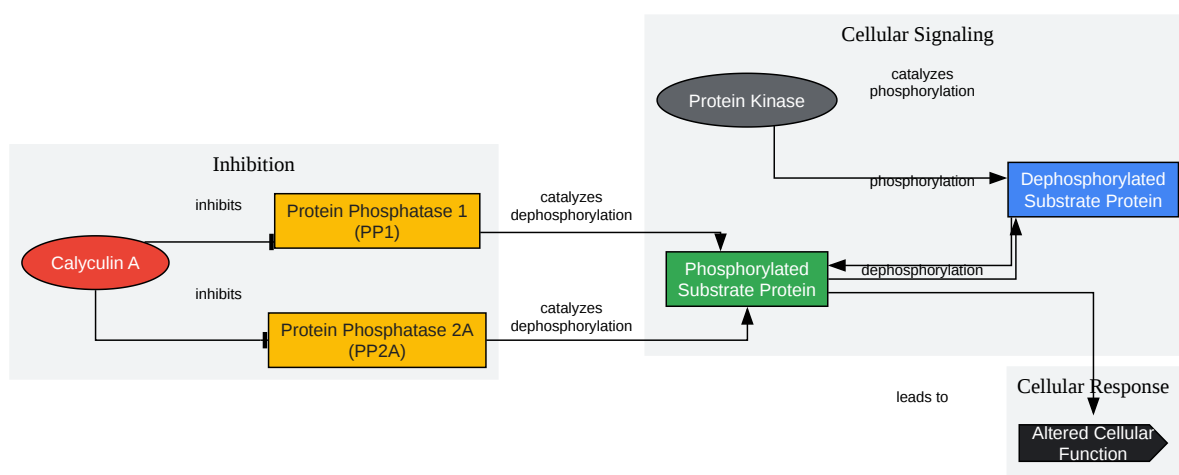 Cellular Signaling
catalyzes
phosphorylation
Protein Kinase
Inhibition
phosphorylation
Dephosphorylated
Substrate Protein
inhibits
Protein Phosphatase 1
(PP1)
catalyzes
dephosphorylation
Calyculin A
Phosphorylated
Substrate Protein
dephosphorylation
inhibits
Protein Phosphatase 2A
(PP2A)
catalyzes
dephosphorylation
Cellular Response
leads to
Altered Cellular
Function